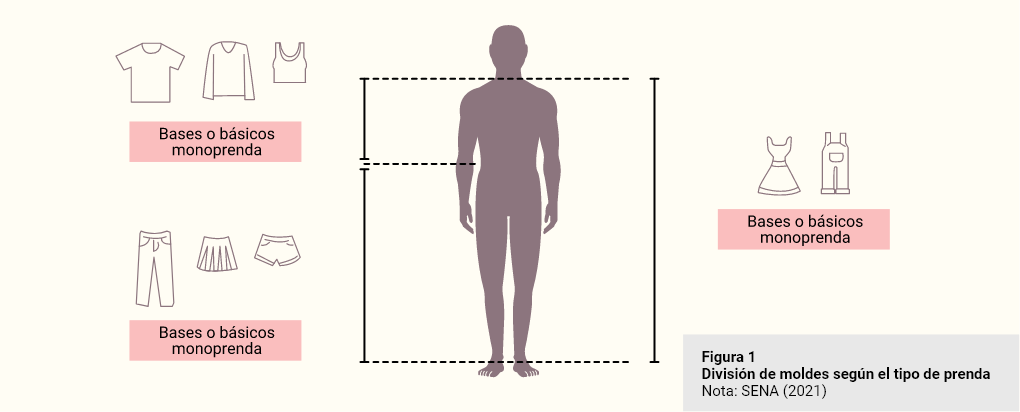 Bases o básicos
monoprenda
Bases o básicos
monoprenda
Bases o básicos
monoprenda
Figura 1
División de moldes según el tipo de prenda
Nota: SENA (2021)